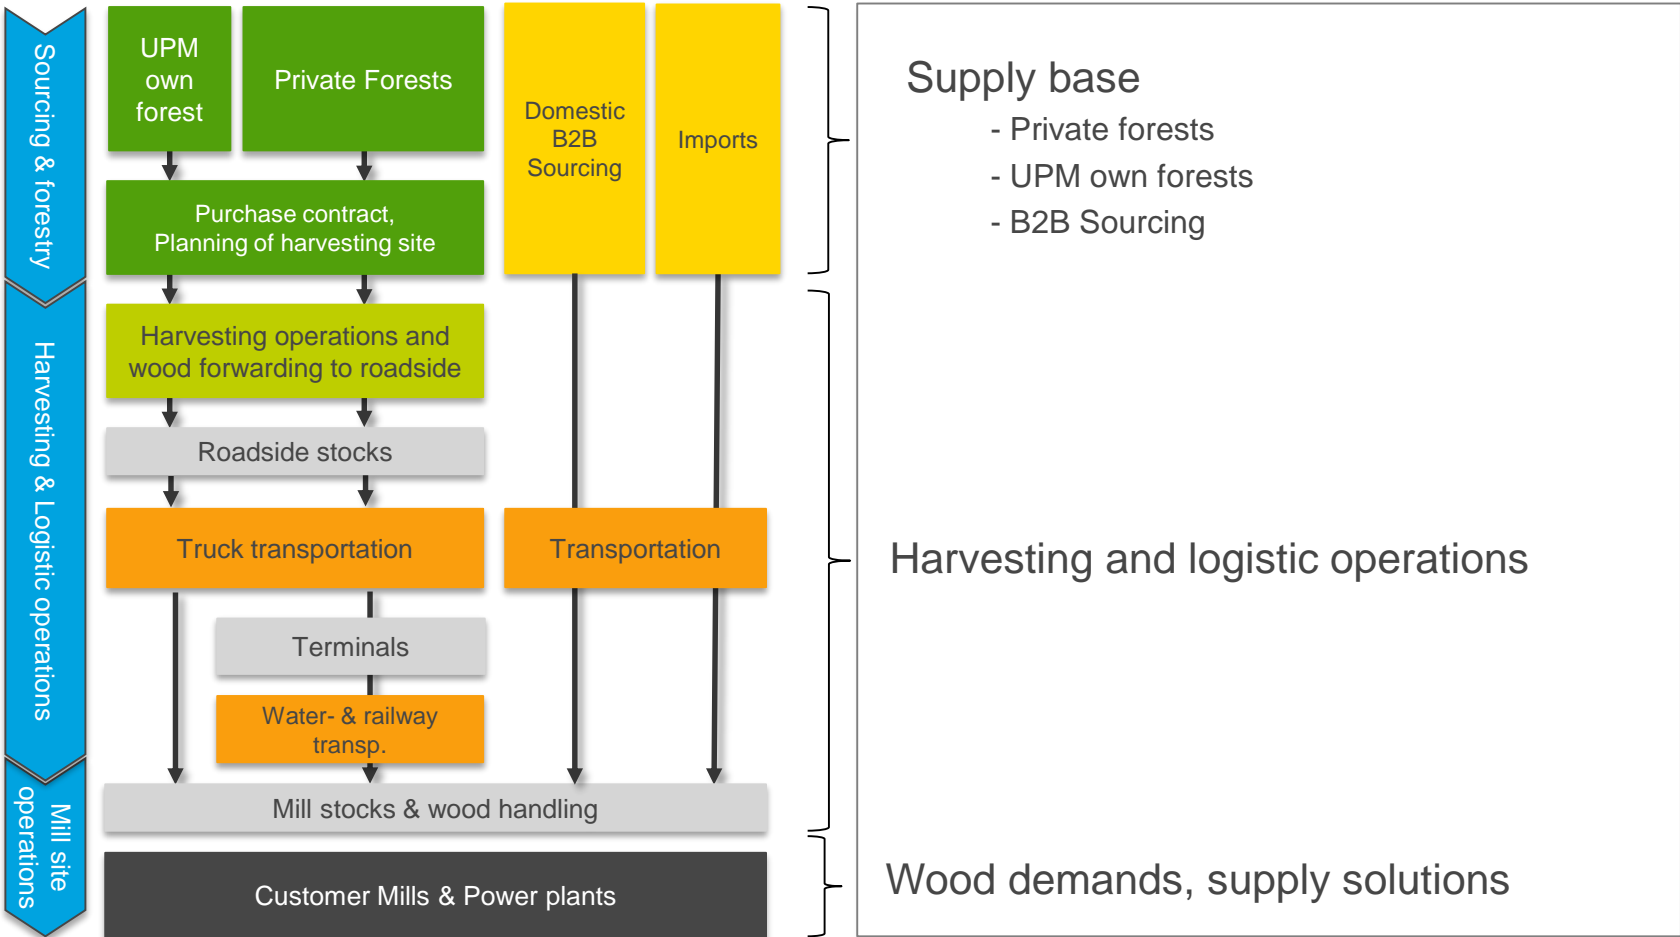 Sourcing & forestry
Harvesting & Logistic operations
Mill site
operations
UPM
own
forest
Private Forests
Domestic
B2B
Sourcing
Imports
Purchase contract,
Planning of harvesting site
Harvesting operations and
wood forwarding to roadside
Roadside stocks
Truck transportation
Transportation
Terminals
Water- & railway
transp.
Mill stocks & wood handling
Customer Mills & Power plants
Supply base
- Private forests
- UPM own forests
- B2B Sourcing
Harvesting and logistic operations
Wood demands, supply solutions